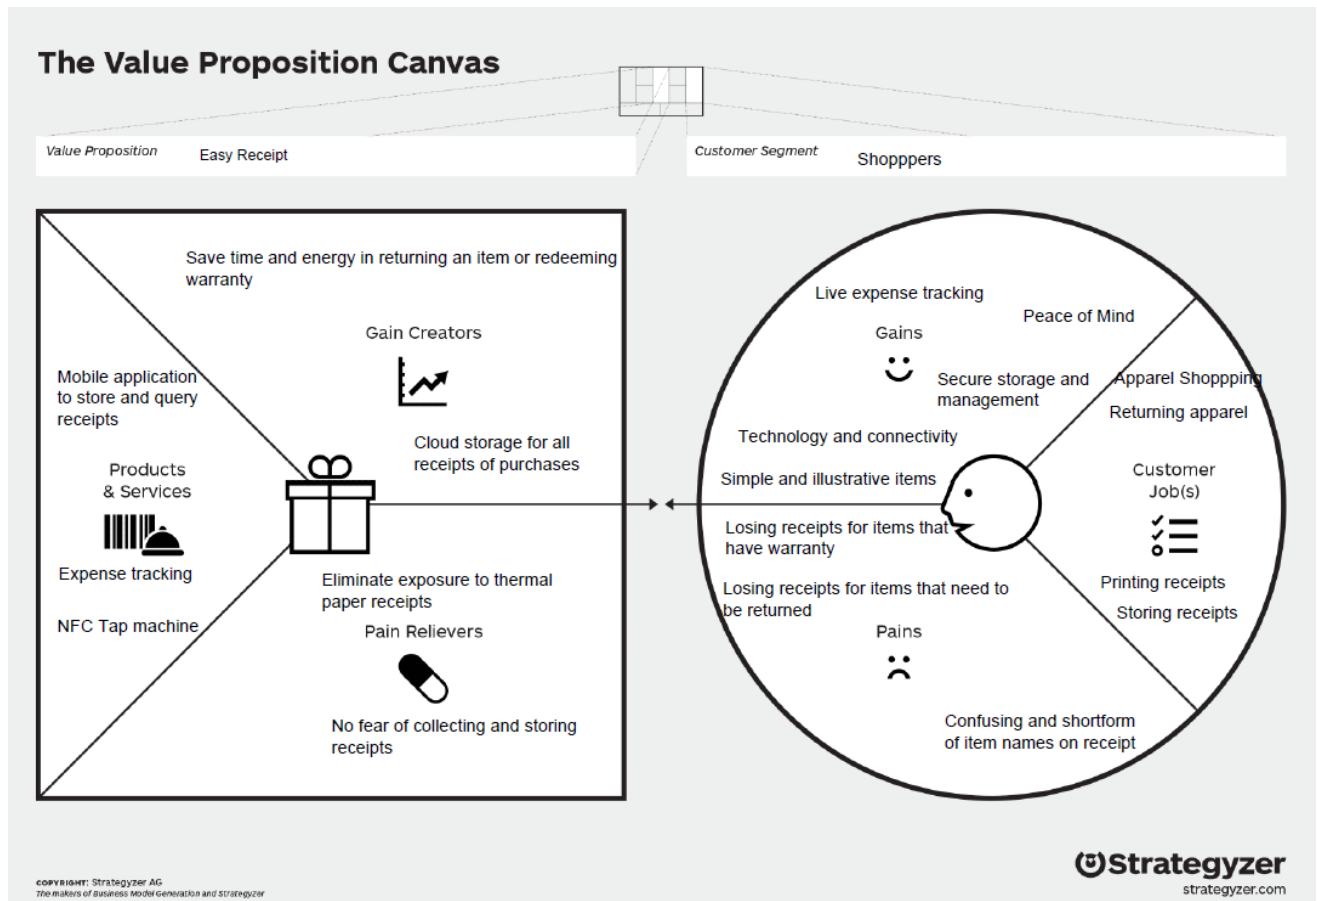 The Value Proposition Canvas
Value Proposition
Easy Receipt
Customer Segment
Shopppers
Save time and energy in returning an item or redeeming
warranty
Gain Creators
Cloud storage for all
receipts of purchases
Mobile application
to store and query
receipts
Products
& Services
Expense tracking
NFC Tap machine
Eliminate exposure to thermal
paper receipts
Pain Relievers
No fear of collecting and storing
receipts
Live expense tracking
Peace of Mind
Gains
Secure storage and
management
Technology and connectivity
Simple and illustrative items
Apparel Shoppping
Returning apparel
Customer
Job(s)
Printing receipts
Storing receipts
Losing receipts for items that
have warranty
Losing receipts for items that need to
be returned
Pains
Confusing and shortform
of item names on receipt
COPYRIGHT: Strategyzer AG
The makers of Business Model Generation and Strategyzer
Strategyzer
strategyzer.com